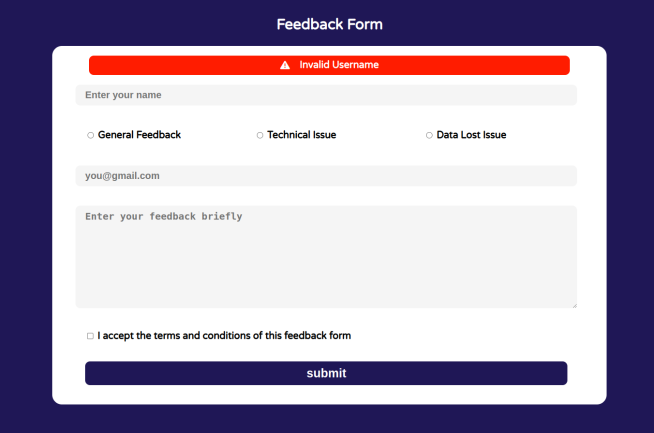 Feedback Form
Invalid Username
Enter your name
General Feedback Technical Issue Data Lost Issue
you@gmail.com
Enter your feedback briefly
I accept the terms and conditions of this feedback form
submit